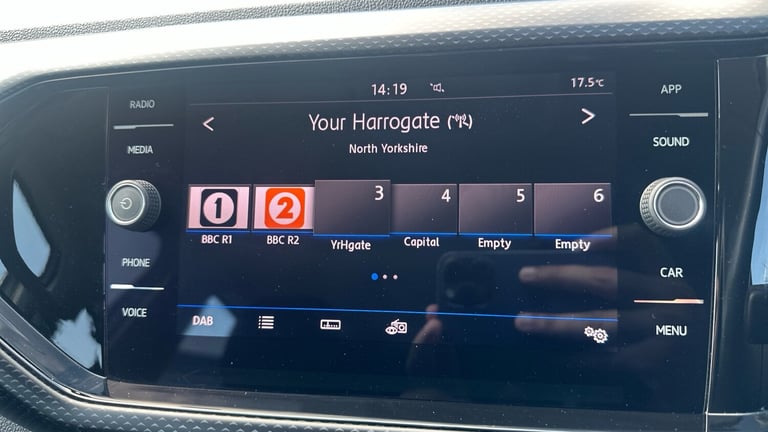 14:19
17.5°C
RADIO
APP
< Your Harrogate >
North Yorkshire
MEDIA
SOUND
1 2 3 4 5 6
BBC R1 BBC R2 YrHgate Capital Empty Empty
PHONE
CAR
VOICE
DAB
MENU